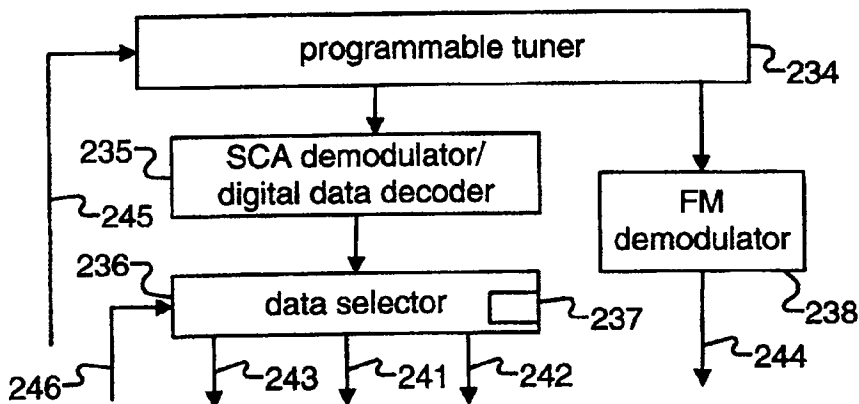 programmable tuner
234
235
SCA demodulator/
digital data decoder
245
FM
demodulator
236
data selector
237
238
246
243
241
242
244